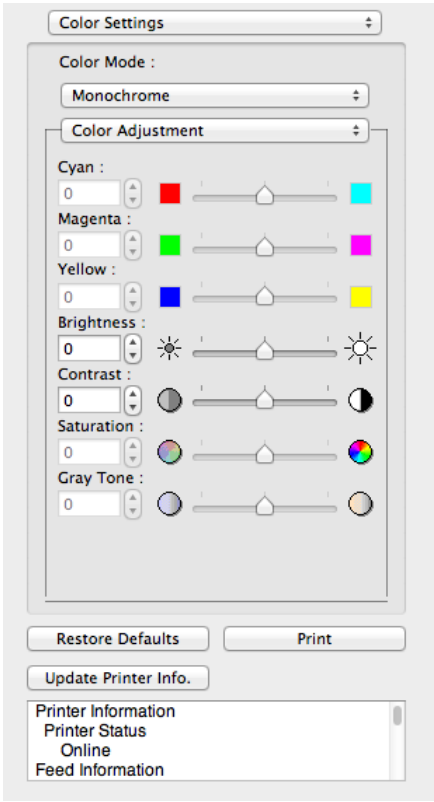 Color Settings
Color Mode :
Monochrome
Color Adjustment
Cyan :
0
Magenta :
0
Yellow :
0
Brightness :
0
Contrast :
0
Saturation :
0
Gray Tone :
0
Restore Defaults Print
Update Printer Info.
Printer Information
Printer Status
Online
Feed Information